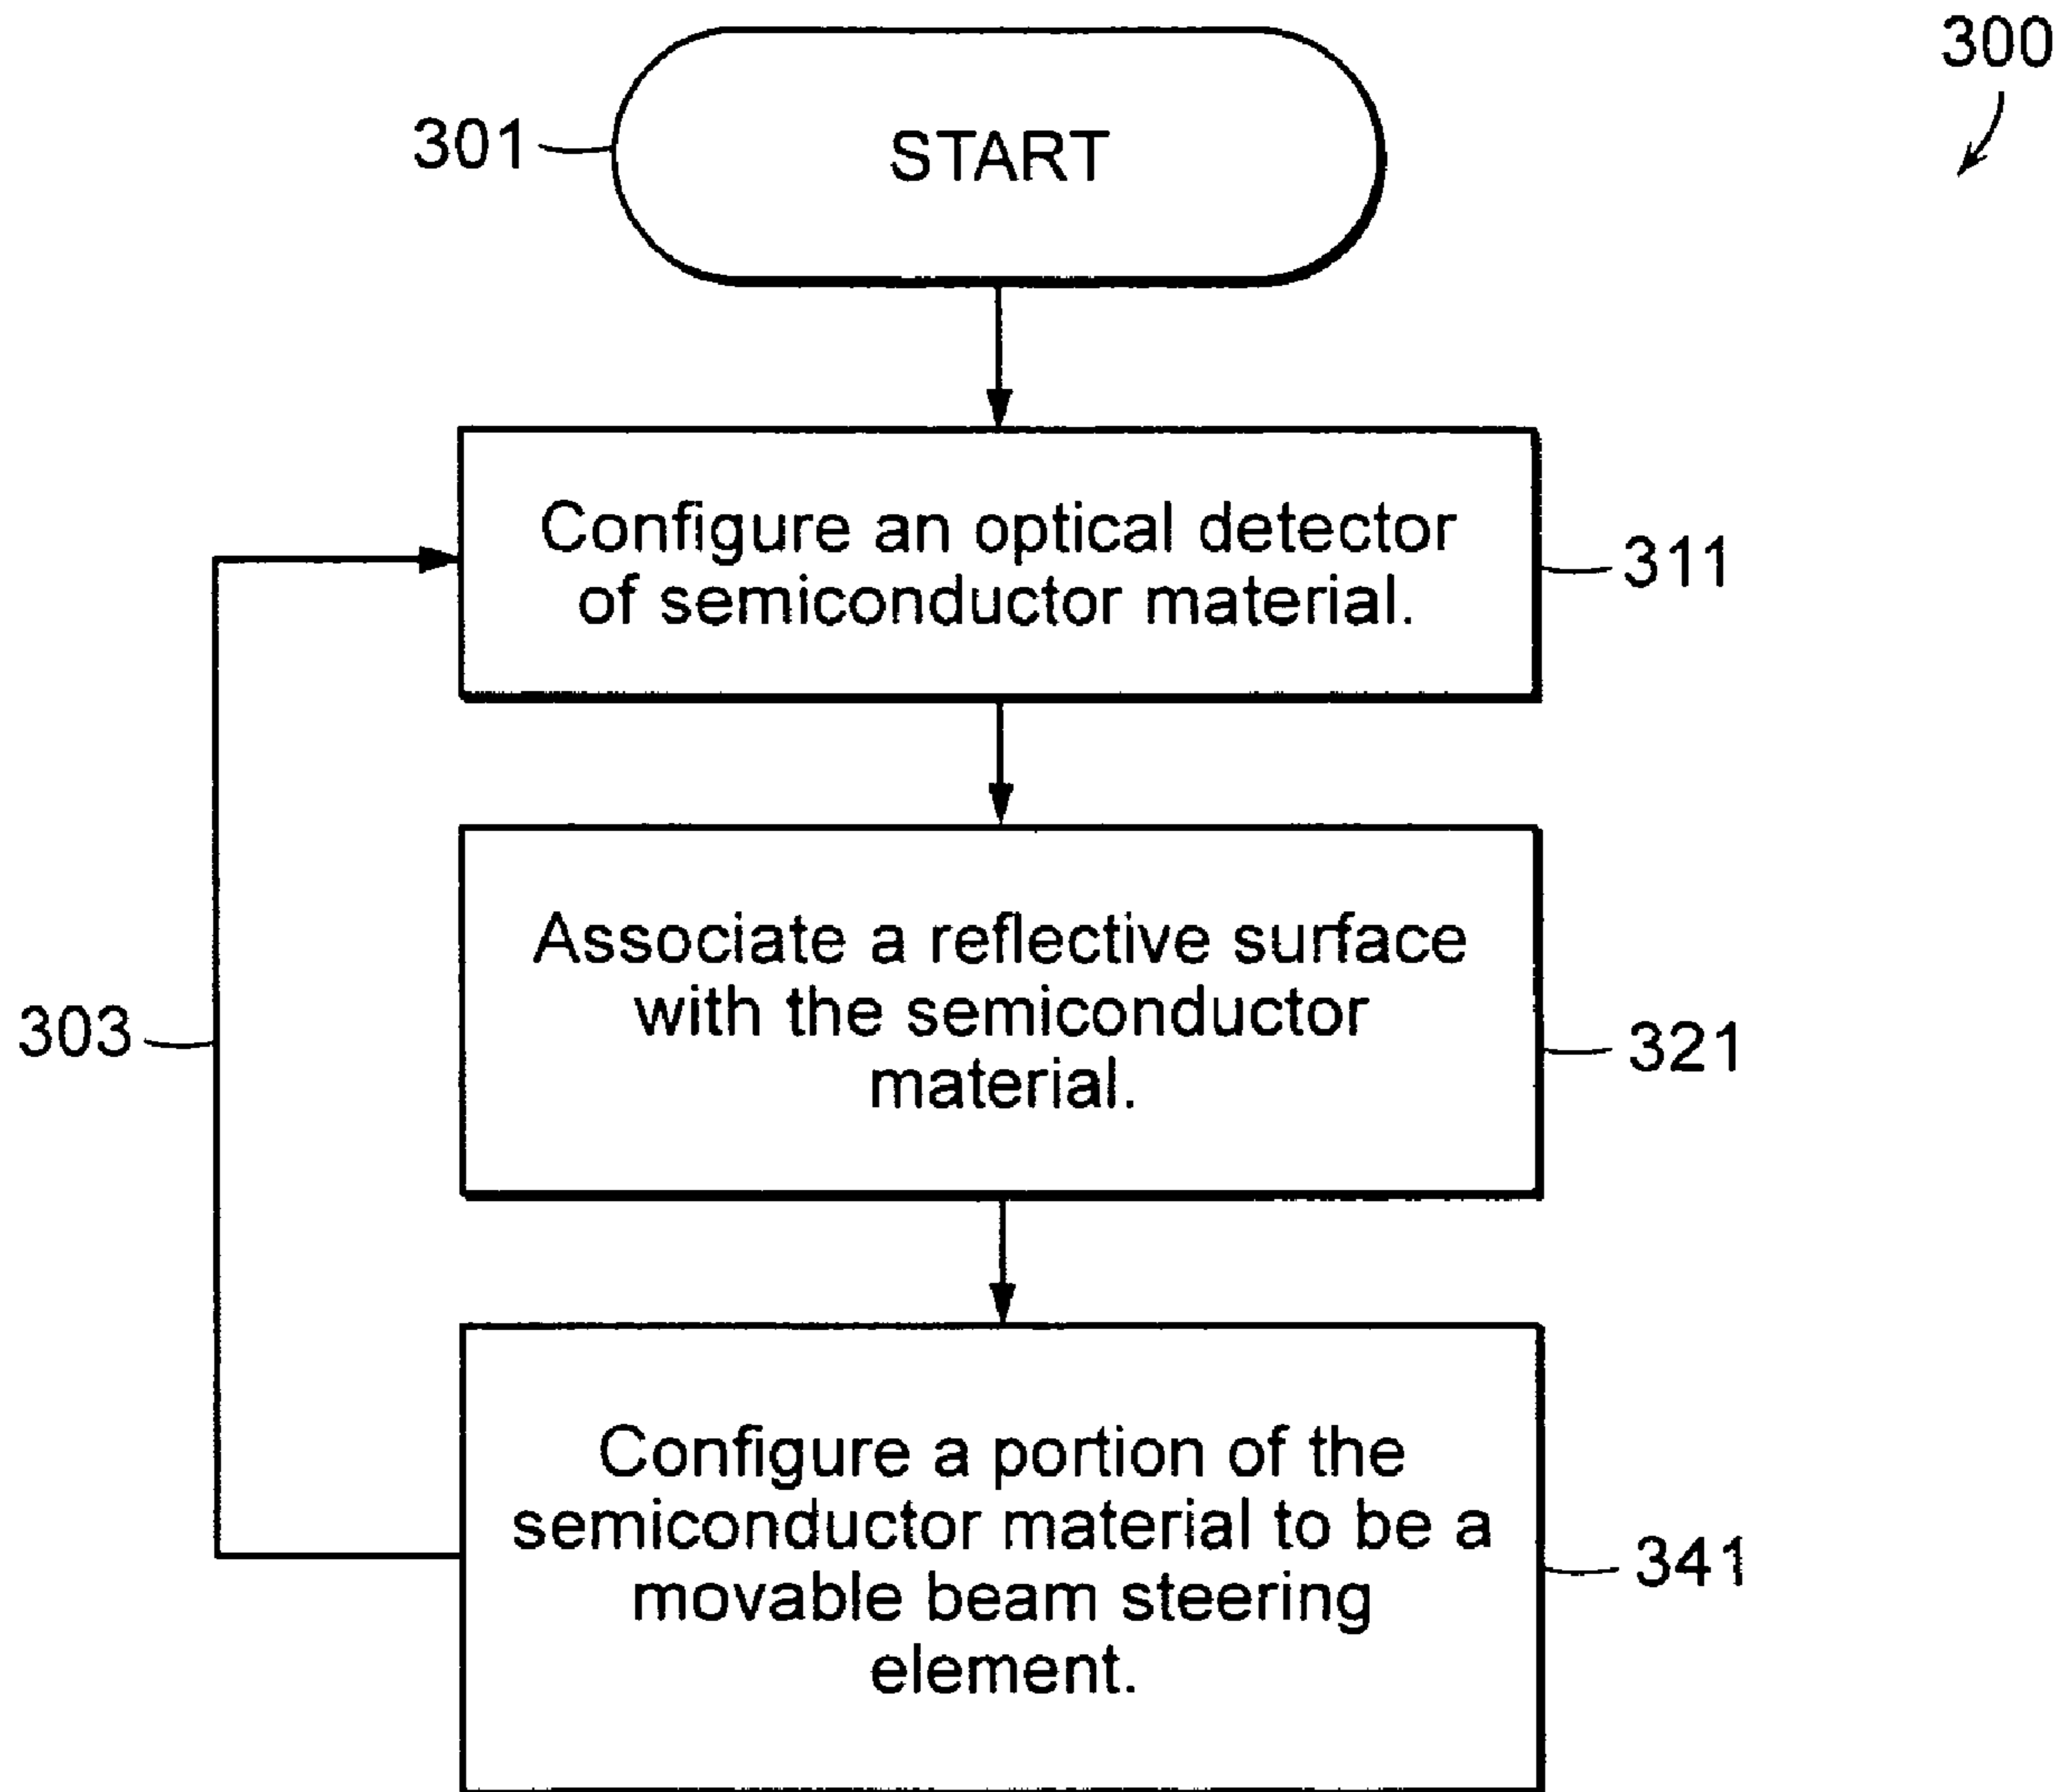 300
301
START
Configure an optical detector
of semiconductor material.
311
Associate a reflective surface
with the semiconductor
material.
303
321
Configure a portion of the
semiconductor material to be a
movable beam steering
element.
341